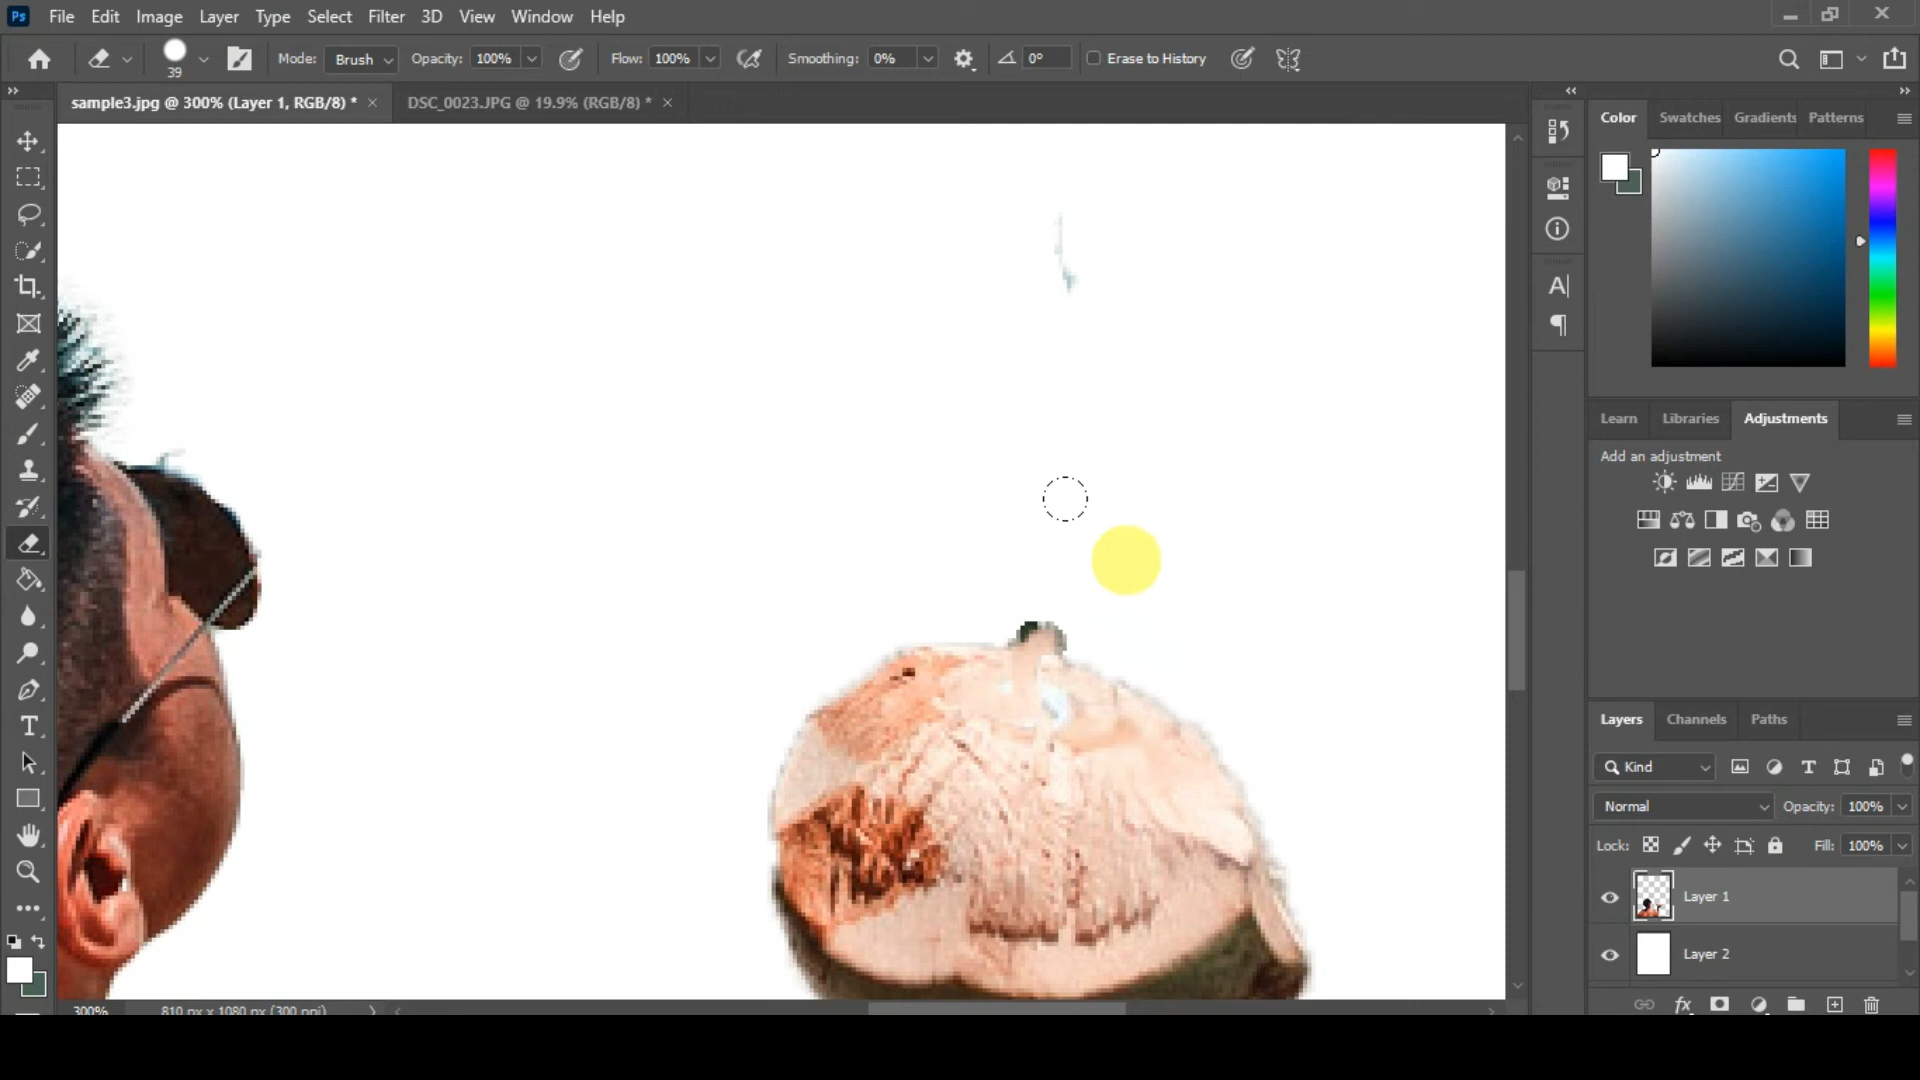 Ps File Edit Image Layer Type Select Filter 3D View Window Help
39 Mode: Brush Opacity: 100% Flow: 100% Smoothing: 0% 0° Erase to History
sample3.jpg @ 300% (Layer 1, RGB/8) * DSC_0023.JPG @ 19.9% (RGB/8) *
Color Swatches Gradients Patterns
Learn Libraries Adjustments
Add an adjustment
Layers Channels Paths
Kind
Normal Opacity: 100%
Lock: Fill: 100%
Layer 1
Layer 2
fx
300% 810 px x 1080 px (300 ppi)